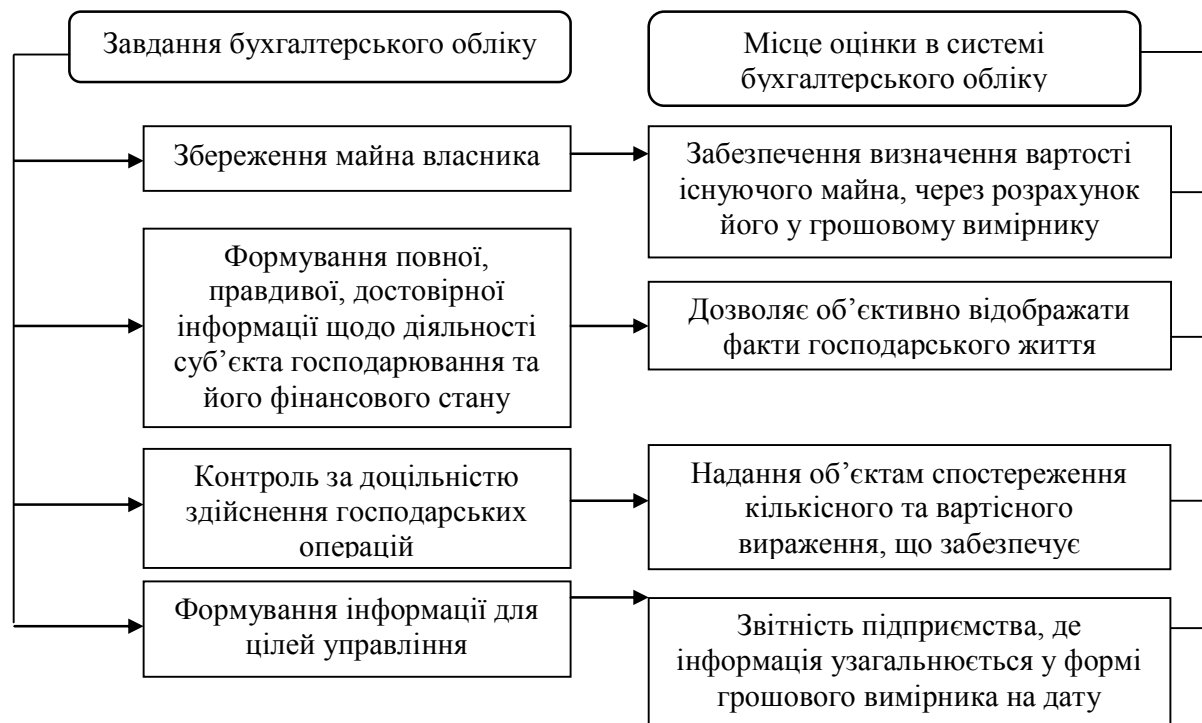 Завдання бухгалтерського обліку
Місце оцінки в системі
бухгалтерського обліку
Збереження майна власника
Забезпечення визначення вартості
існуючого майна, через розрахунок
його у грошовому вимірнику
Формування повної,
правдивої, достовірної
інформації щодо діяльності
суб’єкта господарювання та
його фінансового стану
Дозволяє об’єктивно відображати
факти господарського життя
Контроль за доцільністю
здійснення господарських
операцій
Надання об’єктам спостереження
кількісного та вартісного
вираження, що забезпечує
Формування інформації для
цілей управління
Звітність підприємства, де
інформація узагальнюється у формі
грошового вимірника на дату